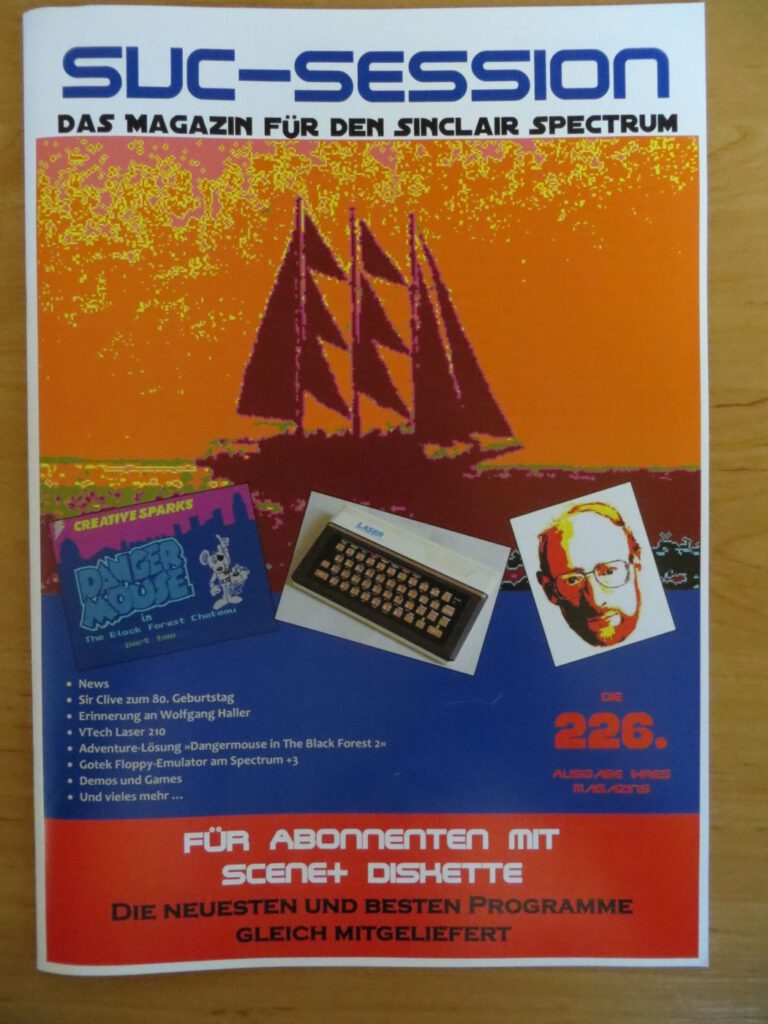 SUC-SESSION
DAS MAGAZIN FÜR DEN SINCLAIR SPECTRUM
CREATIVE SPARKS
DANGER
MOUSE
in
The Black Forest Chateau
part two
LASER
• News
• Sir Clive zum 80. Geburtstag
• Erinnerung an Wolfgang Haller
• VTech Laser 210
• Adventure-Lösung »Dangermouse in The Black Forest 2«
• Gotek Floppy-Emulator am Spectrum +3
• Demos und Games
• Und vieles mehr ...
DIE
226.
AUSGABE IHRES
MAGAZINS
FÜR ABONNENTEN MIT
SCENE+ DISKETTE
DIE NEUESTEN UND BESTEN PROGRAMME
GLEICH MITGELIEFERT